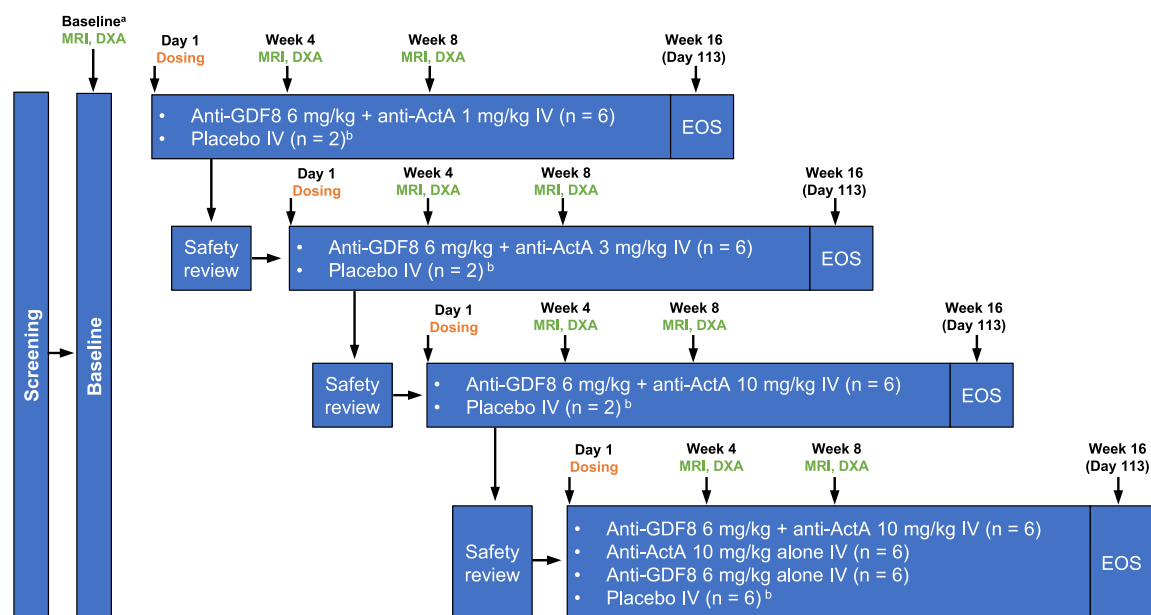 Baselineᵃ
MRI, DXA
Day 1
Dosing
Week 4
MRI, DXA
Week 8
MRI, DXA
Week 16
(Day 113)
• Anti-GDF8 6 mg/kg + anti-ActA 1 mg/kg IV (n = 6)
• Placebo IV (n = 2)ᵇ
EOS
Screening
Baseline
Day 1
Dosing
Week 4
MRI, DXA
Week 8
MRI, DXA
Week 16
(Day 113)
Safety
review
• Anti-GDF8 6 mg/kg + anti-ActA 3 mg/kg IV (n = 6)
• Placebo IV (n = 2) ᵇ
EOS
Day 1
Dosing
Week 4
MRI, DXA
Week 8
MRI, DXA
Week 16
(Day 113)
Safety
review
• Anti-GDF8 6 mg/kg + anti-ActA 10 mg/kg IV (n = 6)
• Placebo IV (n = 2) ᵇ
EOS
Day 1
Dosing
Week 4
MRI, DXA
Week 8
MRI, DXA
Week 16
(Day 113)
Safety
review
• Anti-GDF8 6 mg/kg + anti-ActA 10 mg/kg IV (n = 6)
• Anti-ActA 10 mg/kg alone IV (n = 6)
• Anti-GDF8 6 mg/kg alone IV (n = 6)
• Placebo IV (n = 6) ᵇ
EOS